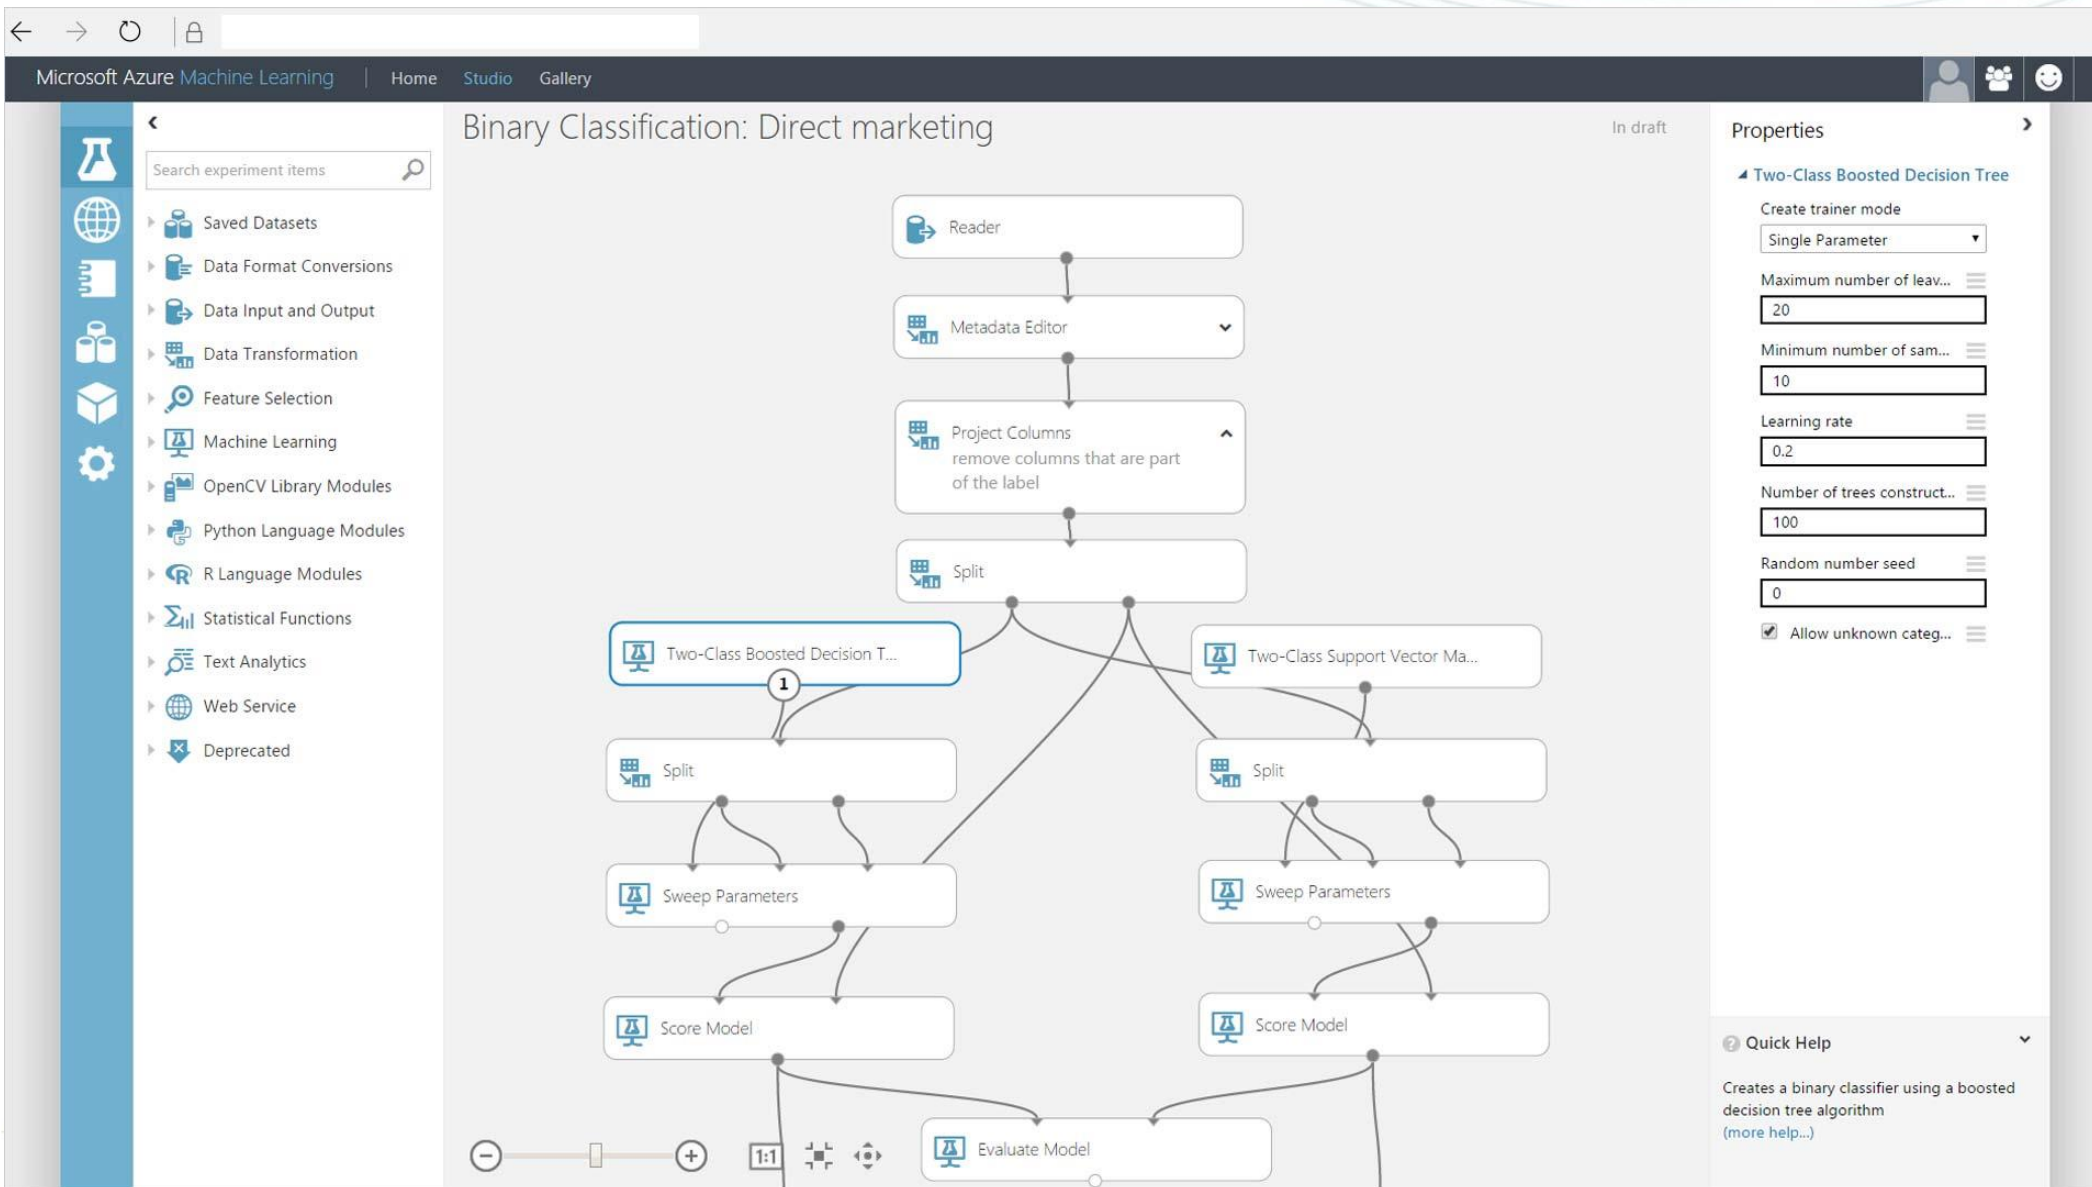 Microsoft Azure Machine Learning | Home Studio Gallery
Search experiment items
Saved Datasets
Data Format Conversions
Data Input and Output
Data Transformation
Feature Selection
Machine Learning
OpenCV Library Modules
Python Language Modules
R Language Modules
Statistical Functions
Text Analytics
Web Service
Deprecated
Binary Classification: Direct marketing
In draft
Reader
Metadata Editor
Project Columns
remove columns that are part
of the label
Split
Two-Class Boosted Decision T...
Two-Class Support Vector Ma...
1
Split
Split
Sweep Parameters
Sweep Parameters
Score Model
Score Model
Evaluate Model
1:1
Properties
Two-Class Boosted Decision Tree
Create trainer mode
Single Parameter
Maximum number of leav...
20
Minimum number of sam...
10
Learning rate
0.2
Number of trees construct...
100
Random number seed
0
Allow unknown categ...
Quick Help
Creates a binary classifier using a boosted
decision tree algorithm
(more help...)